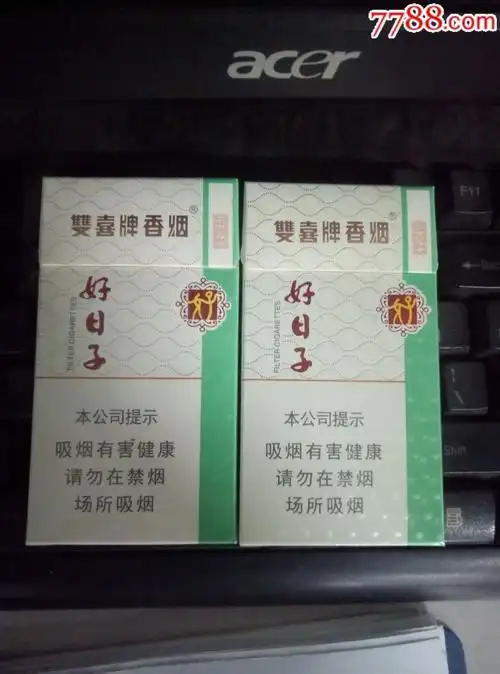 7788.com
acer
F11
雙喜牌香烟®
好日子
FILTER CIGARETTES
本公司提示
吸烟有害健康
请勿在禁烟
场所吸烟
雙喜牌香烟®
好日子
FILTER CIGARETTES
本公司提示
吸烟有害健康
请勿在禁烟
场所吸烟
Shift